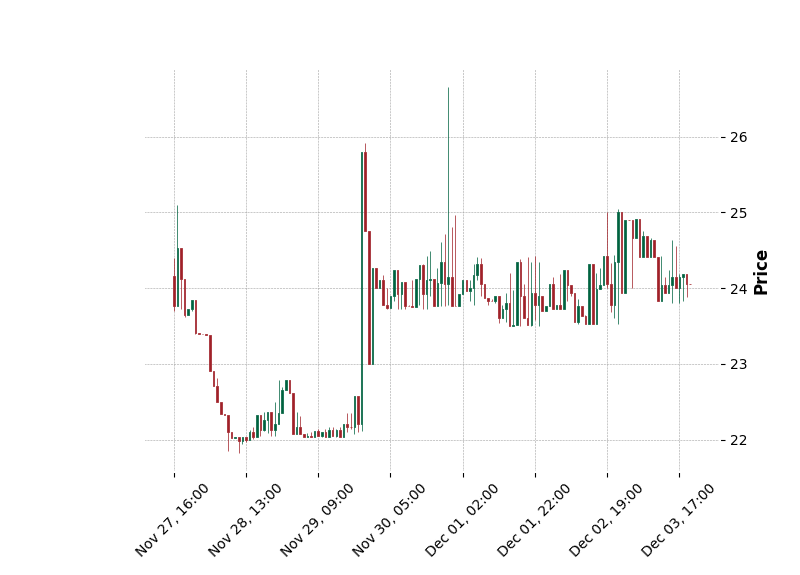 26
25
24
23
22
Price
Nov 27, 16:00
Nov 28, 13:00
Nov 29, 09:00
Nov 30, 05:00
Dec 01, 02:00
Dec 01, 22:00
Dec 02, 19:00
Dec 03, 17:00